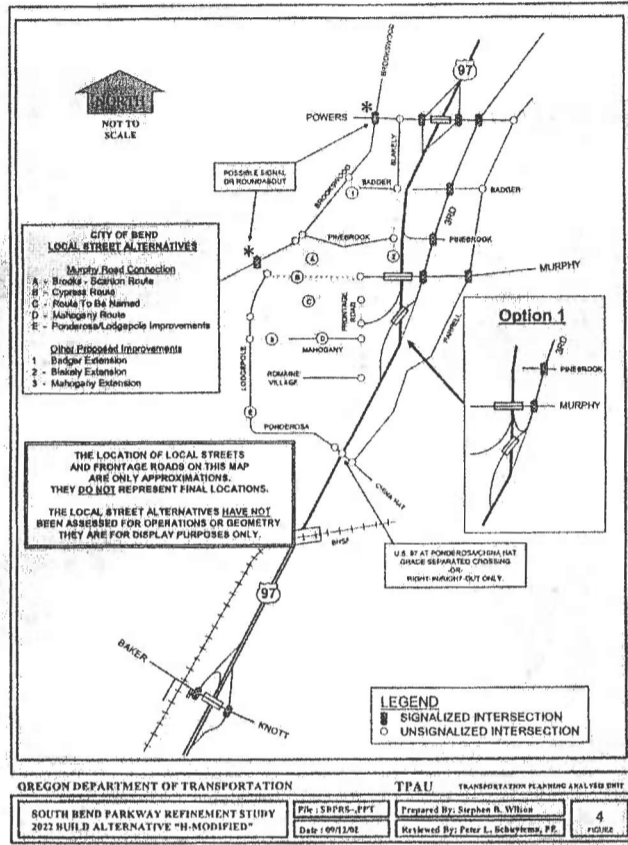 NORTH
NOT TO
SCALE
BROOKSWOOD
97
POWERS
BLAKELY
POSSIBLE SIGNAL
OR ROUNDABOUT
BROOKSWOOD
1
BADGER
BADGER
3RD
PINEBROOK
PINEBROOK
A
2
CITY OF BEND
LOCAL STREET ALTERNATIVES
Murphy Road Connection
A - Brooks - Scanlon Route
B - Cypress Route
C - Route To Be Named
D - Mahogany Route
E - Ponderosa/Lodgepole Improvements
Other Proposed Improvements
1 - Badger Extension
2 - Blakely Extension
3 - Mahogany Extension
B
MURPHY
C
FRONTAGE
ROAD
PARRELL
3
D
MAHOGANY
LODGEPOLE
ROMAINE
VILLAGE
E
PONDEROSA
CHINA HAT
Option 1
3RD
PINEBROOK
MURPHY
THE LOCATION OF LOCAL STREETS
AND FRONTAGE ROADS ON THIS MAP
ARE ONLY APPROXIMATIONS.
THEY DO NOT REPRESENT FINAL LOCATIONS.
THE LOCAL STREET ALTERNATIVES HAVE NOT
BEEN ASSESSED FOR OPERATIONS OR GEOMETRY
THEY ARE FOR DISPLAY PURPOSES ONLY.
BNSF
U.S. 97 AT PONDEROSA/CHINA HAT
GRADE SEPARATED CROSSING
-OR-
RIGHT-IN/RIGHT-OUT ONLY.
97
BAKER
KNOTT
LEGEND
SIGNALIZED INTERSECTION
UNSIGNALIZED INTERSECTION
OREGON DEPARTMENT OF TRANSPORTATION
TPAU TRANSPORTATION PLANNING ANALYSIS UNIT
SOUTH BEND PARKWAY REFINEMENT STUDY
2022 BUILD ALTERNATIVE "H-MODIFIED"
File : SBPRS~.PPT
Date : 09/12/02
Prepared By: Stephen B. Wilson
Reviewed By: Peter L. Schuytema, PE
4
FIGURE